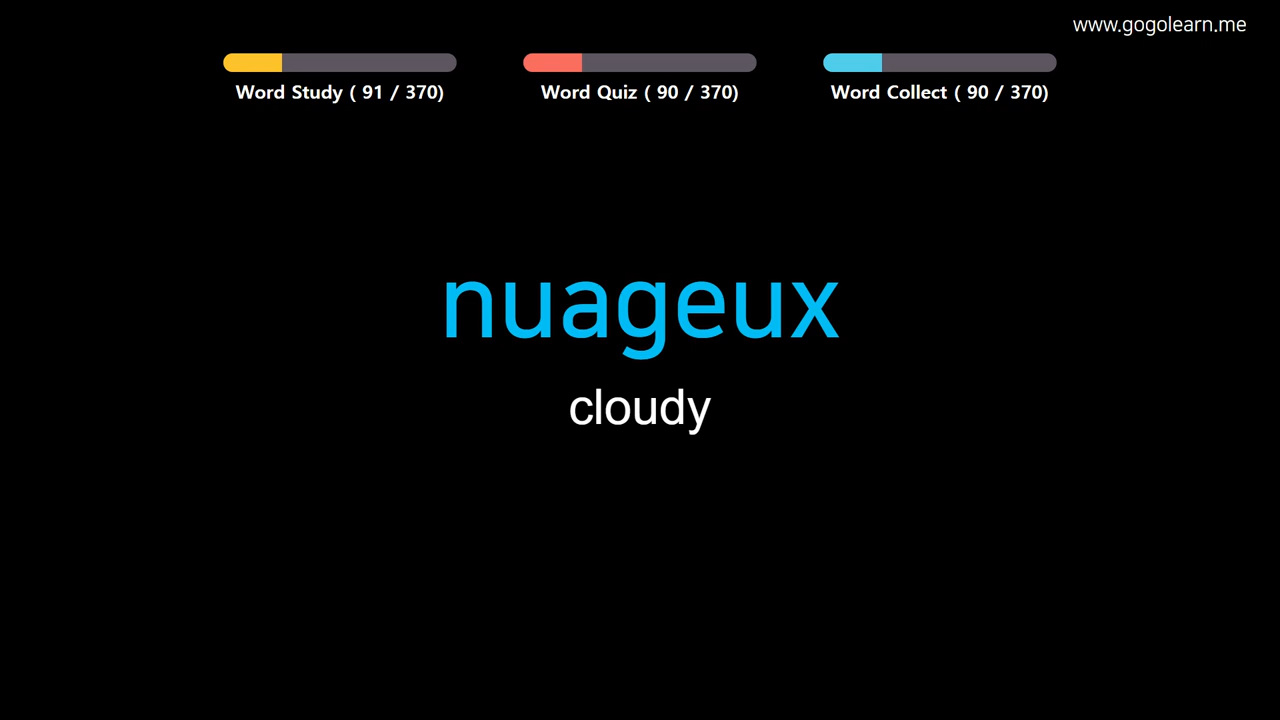 www.gogolearn.me
Word Study ( 91 / 370)
Word Quiz ( 90 / 370)
Word Collect ( 90 / 370)
nuageux
cloudy